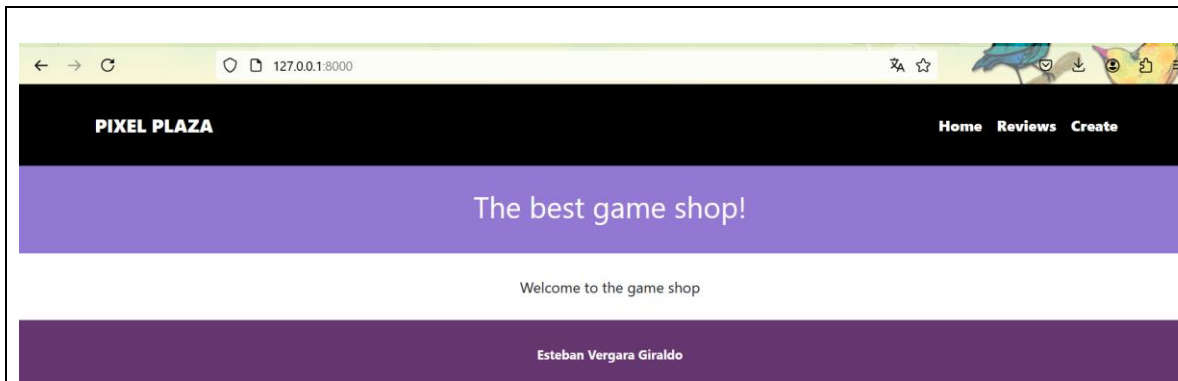 127.0.0.1:8000
PIXEL PLAZA
Home Reviews Create
The best game shop!
Welcome to the game shop
Esteban Vergara Giraldo